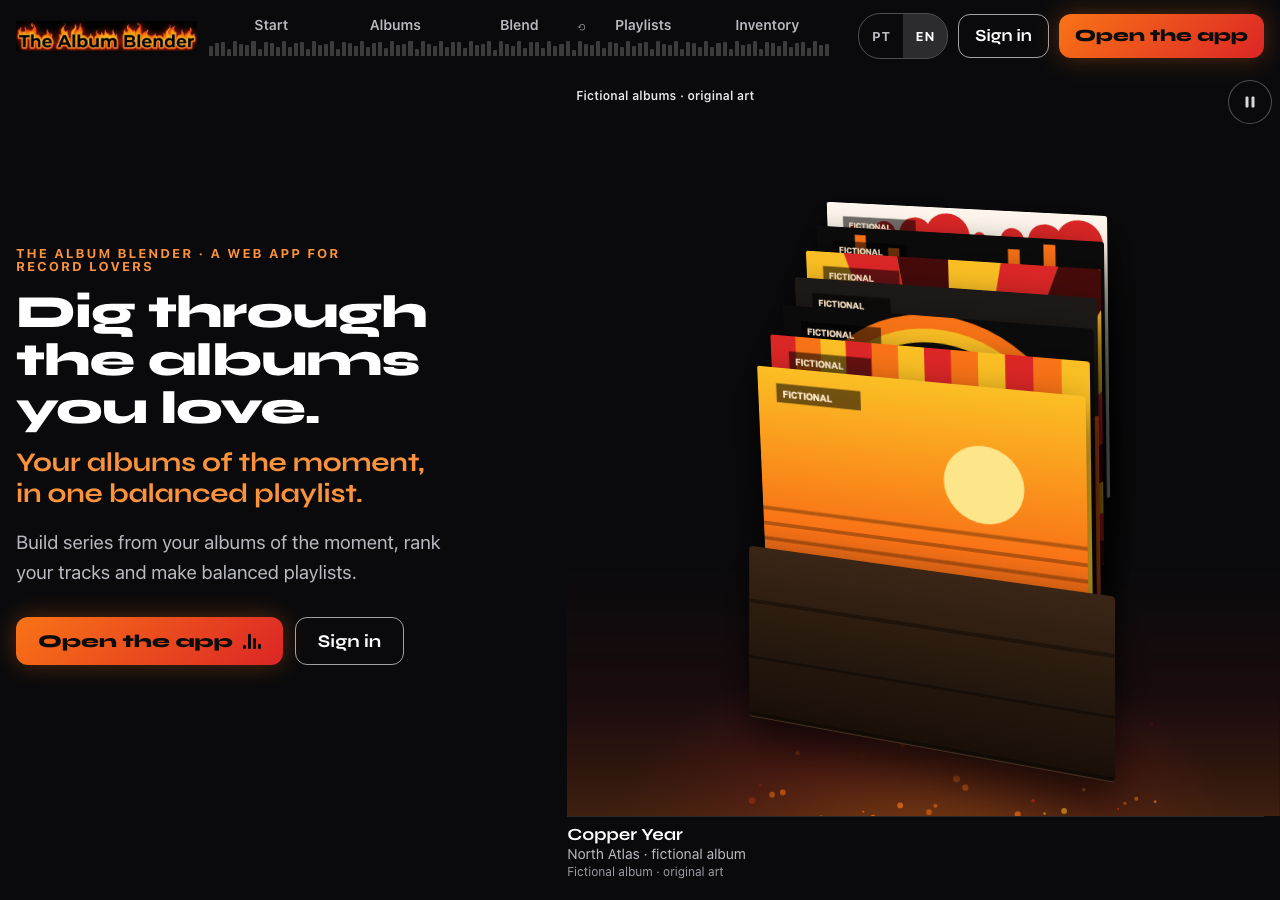 The Album Blender
Start
Albums
Blend
Playlists
Inventory
PT
EN
Sign in
Open the app
Fictional albums · original art
THE ALBUM BLENDER · A WEB APP FOR
RECORD LOVERS
Dig through
the albums
you love.
Your albums of the moment,
in one balanced playlist.
Build series from your albums of the moment, rank
your tracks and make balanced playlists.
Open the app
Sign in
FICTIONAL
FICTIONAL
FICTIONAL
FICTIONAL
FICTIONAL
FICTIONAL
FICTIONAL
Copper Year
North Atlas · fictional album
Fictional album · original art